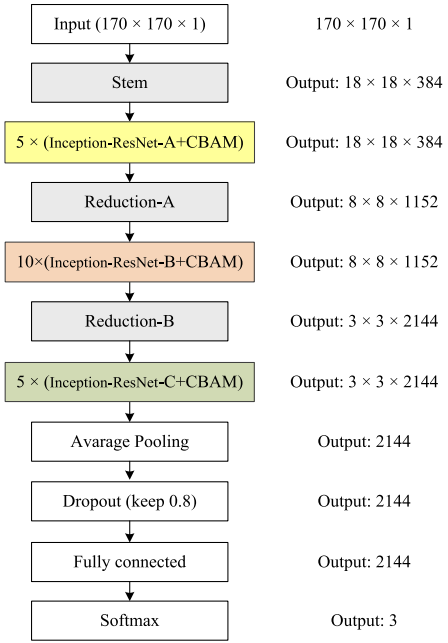 Input (170 × 170 × 1) 170 × 170 × 1
Stem Output: 18 × 18 × 384
5 × (Inception-ResNet-A+CBAM) Output: 18 × 18 × 384
Reduction-A Output: 8 × 8 × 1152
10×(Inception-ResNet-B+CBAM) Output: 8 × 8 × 1152
Reduction-B Output: 3 × 3 × 2144
5 × (Inception-ResNet-C+CBAM) Output: 3 × 3 × 2144
Avarage Pooling Output: 2144
Dropout (keep 0.8) Output: 2144
Fully connected Output: 2144
Softmax Output: 3